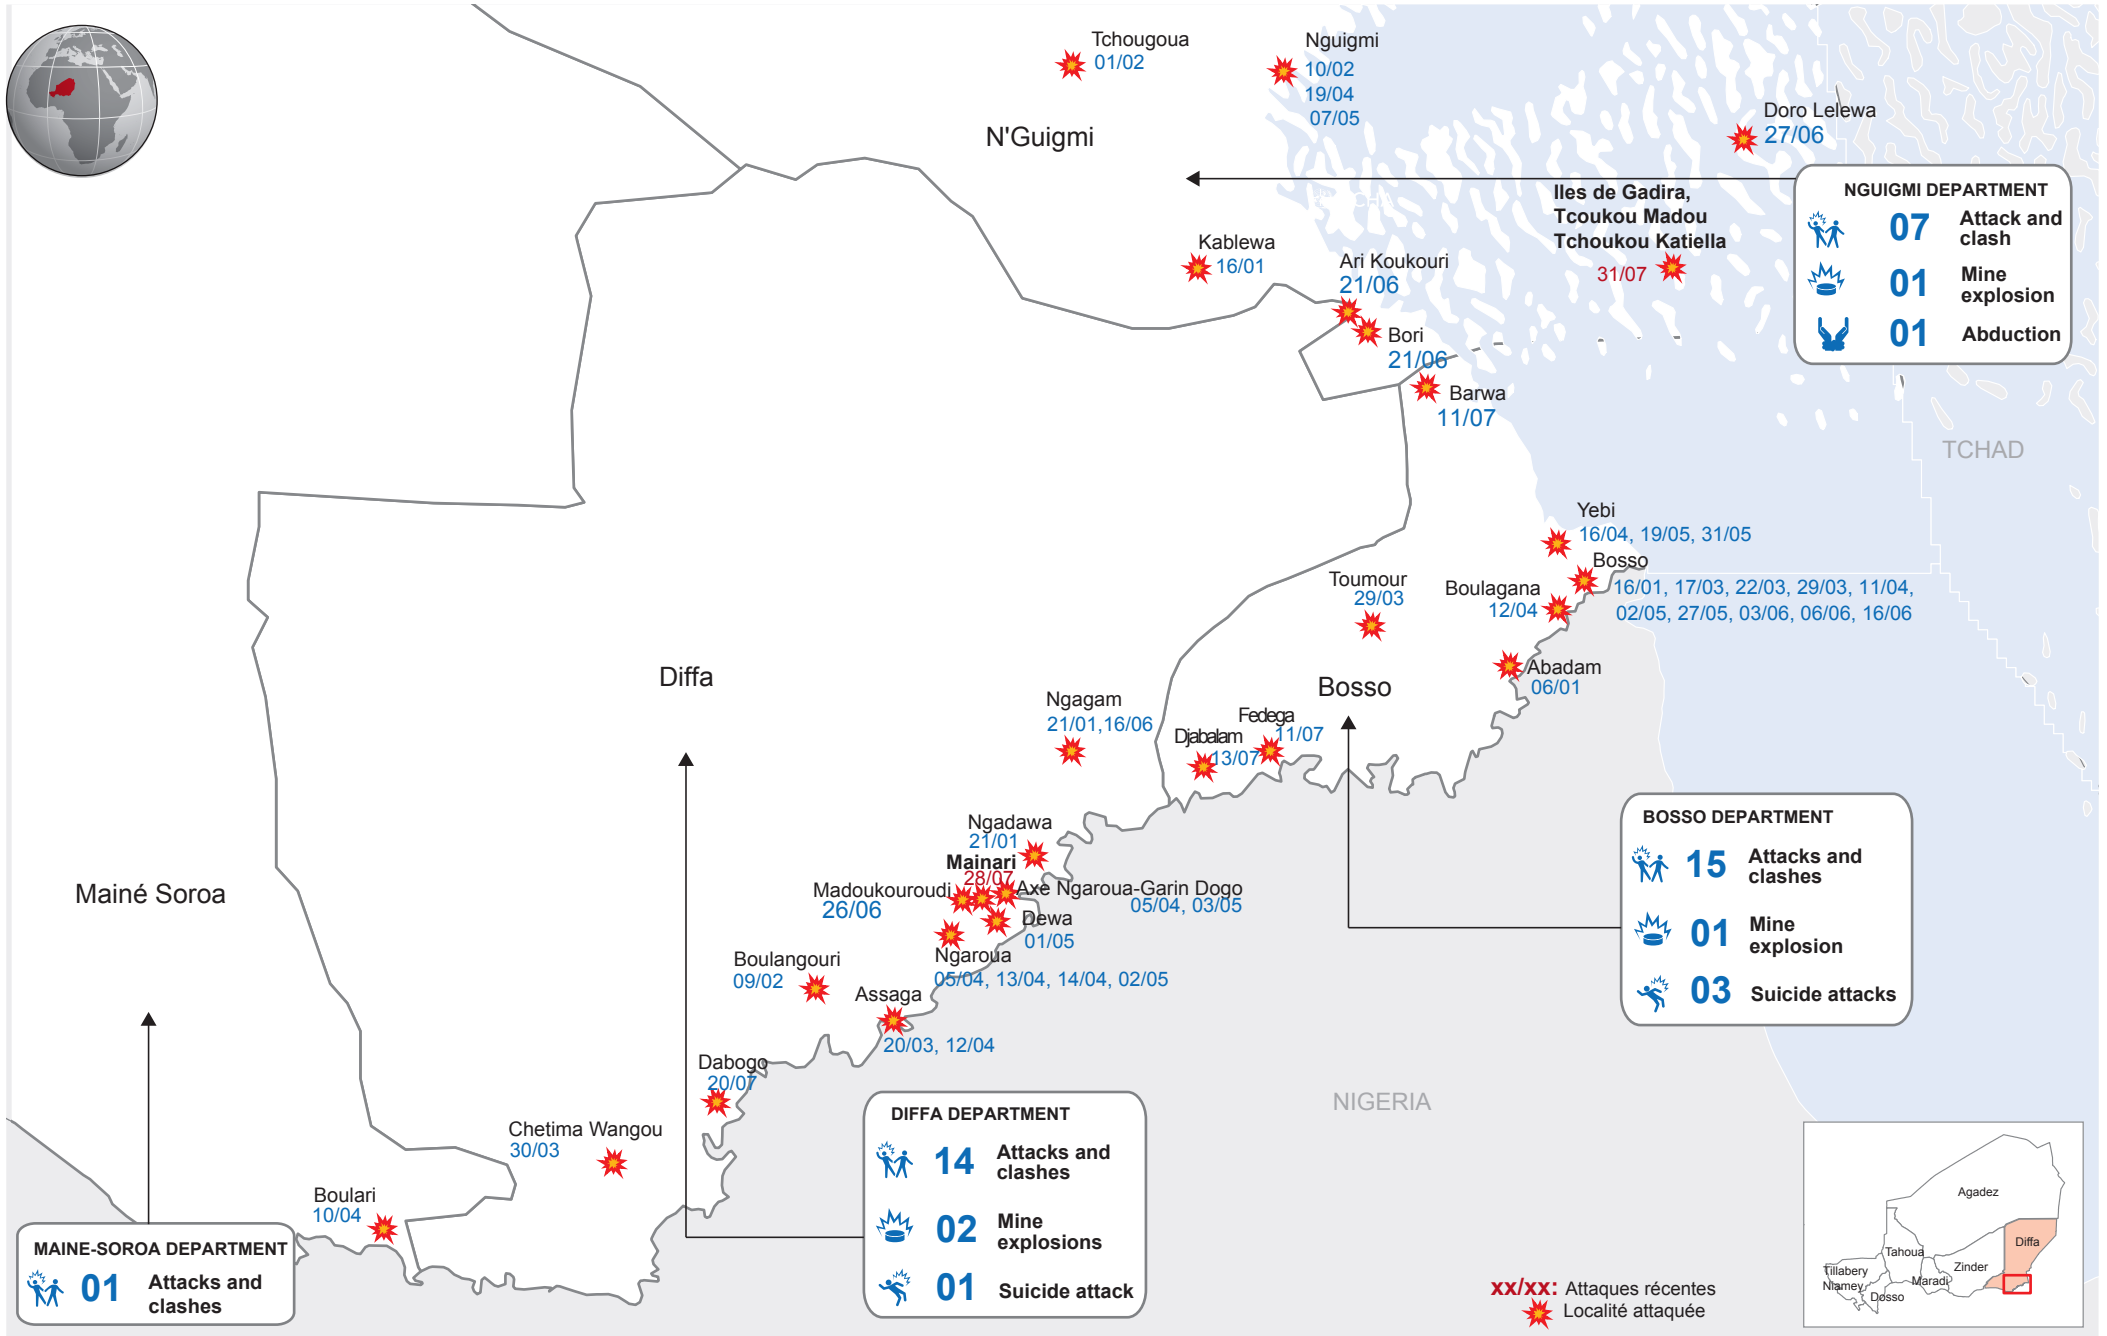 Tchougoua
01/02
Nguigmi
10/02
19/04
07/05
N'Guigmi
Doro Lelewa
27/06
Iles de Gadira,
Tcoukou Madou
Tchoukou Katiella
31/07
NGUIGMI DEPARTMENT
07 Attack and
clash
01 Mine
explosion
01 Abduction
Kablewa
16/01
Ari Koukouri
21/06
Bori
21/06
Barwa
11/07
TCHAD
Yebi
16/04, 19/05, 31/05
Bosso
16/01, 17/03, 22/03, 29/03, 11/04,
02/05, 27/05, 03/06, 06/06, 16/06
Toumour
29/03
Boulagana
12/04
Abadam
06/01
Diffa
Bosso
Ngagam
21/01,16/06
Fedega
11/07
Djabalam
13/07
BOSSO DEPARTMENT
15 Attacks and
clashes
01 Mine
explosion
03 Suicide attacks
Ngadawa
21/01
Mainari
28/07
Madoukouroudi
26/06
Axe Ngaroua-Garin Dogo
05/04, 03/05
Dewa
01/05
Ngaroua
05/04, 13/04, 14/04, 02/05
Mainé Soroa
Boulangouri
09/02
Assaga
20/03, 12/04
Dabogo
20/07
Chetima Wangou
30/03
Boulari
10/04
NIGERIA
DIFFA DEPARTMENT
14 Attacks and
clashes
02 Mine
explosions
01 Suicide attack
MAINE-SOROA DEPARTMENT
01 Attacks and
clashes
xx/xx: Attaques récentes
Localité attaquée
Agadez
Diffa
Tahoua
Zinder
Tillabery
Maradi
Niamey
Dosso